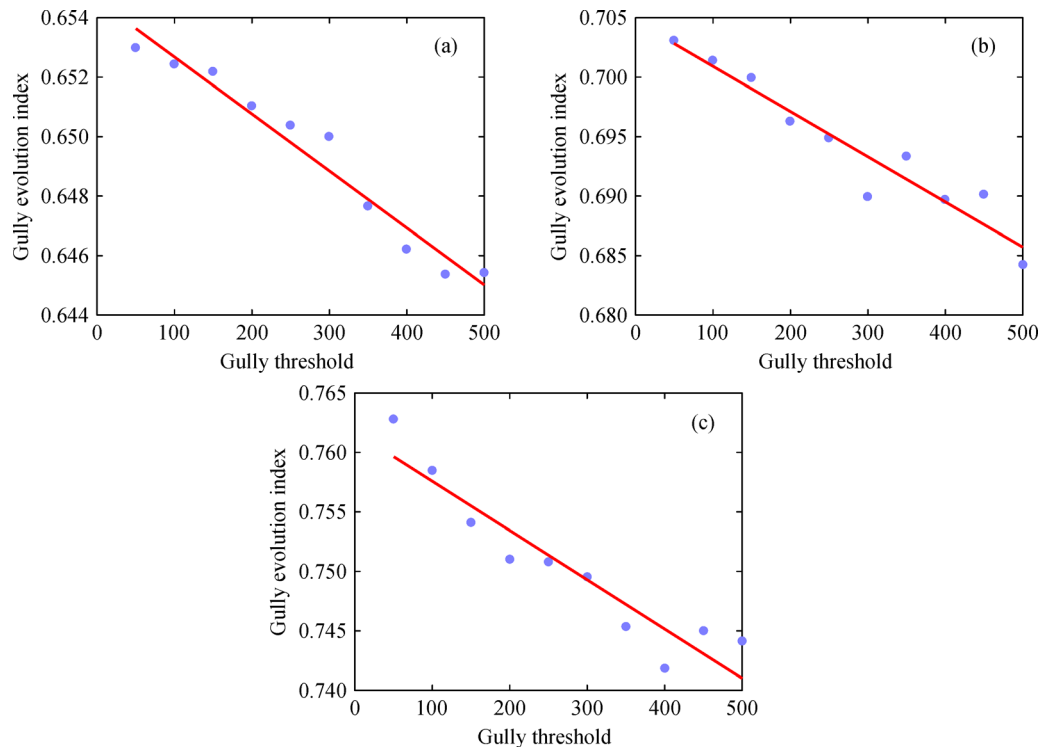 0.654
0.652
0.650
0.648
0.646
0.644
Gully evolution index
(a)
0 100 200 300 400 500
Gully threshold
0.705
0.700
0.695
0.690
0.685
0.680
Gully evolution index
(b)
0 100 200 300 400 500
Gully threshold
0.765
0.760
0.755
0.750
0.745
0.740
Gully evolution index
(c)
0 100 200 300 400 500
Gully threshold